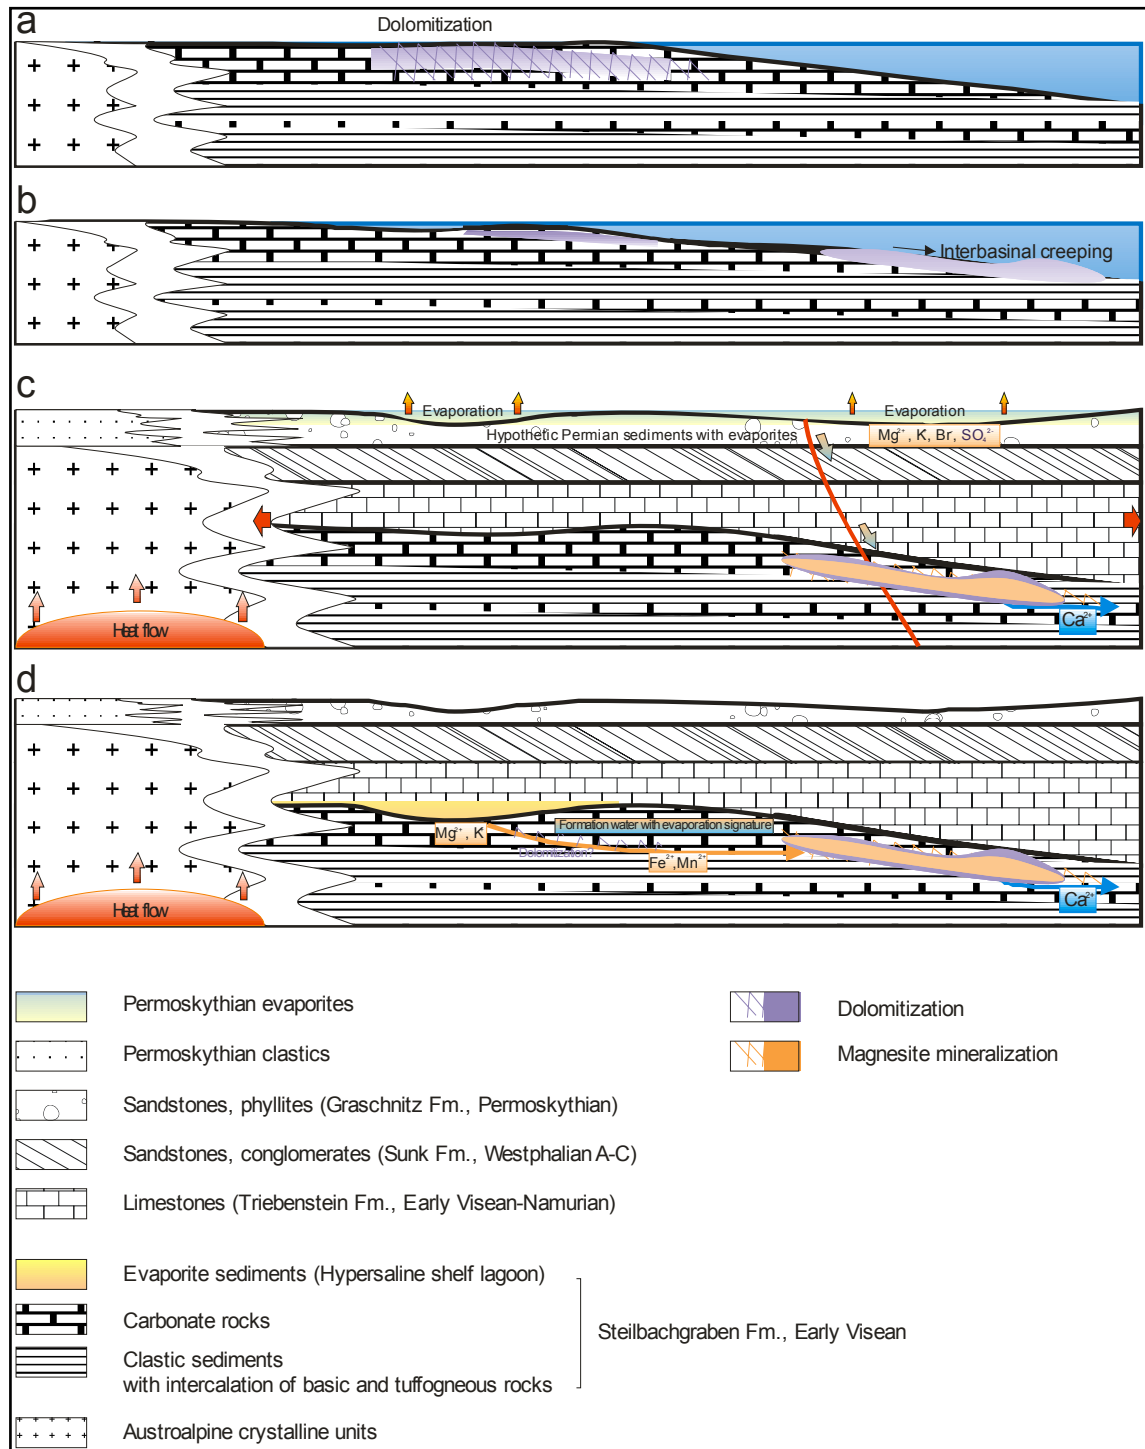 a
Dolomitization
b
Interbasinal creeping
c
Evaporation
Evaporation
Hypothetic Permian sediments with evaporites
Mg²⁺, K, Br, SO₄²⁻
Heat flow
Ca²⁺
d
Mg²⁺, K
Formation water with evaporation signature
Dolomitization?
Fe²⁺, Mn²⁺
Heat flow
Ca²⁺
Permoskythian evaporites
Dolomitization
Permoskythian clastics
Magnesite mineralization
Sandstones, phyllites (Graschnitz Fm., Permoskythian)
Sandstones, conglomerates (Sunk Fm., Westphalian A-C)
Limestones (Triebenstein Fm., Early Visean-Namurian)
Evaporite sediments (Hypersaline shelf lagoon)
Carbonate rocks
Steilbachgraben Fm., Early Visean
Clastic sediments
with intercalation of basic and tuffogneous rocks
Austroalpine crystalline units